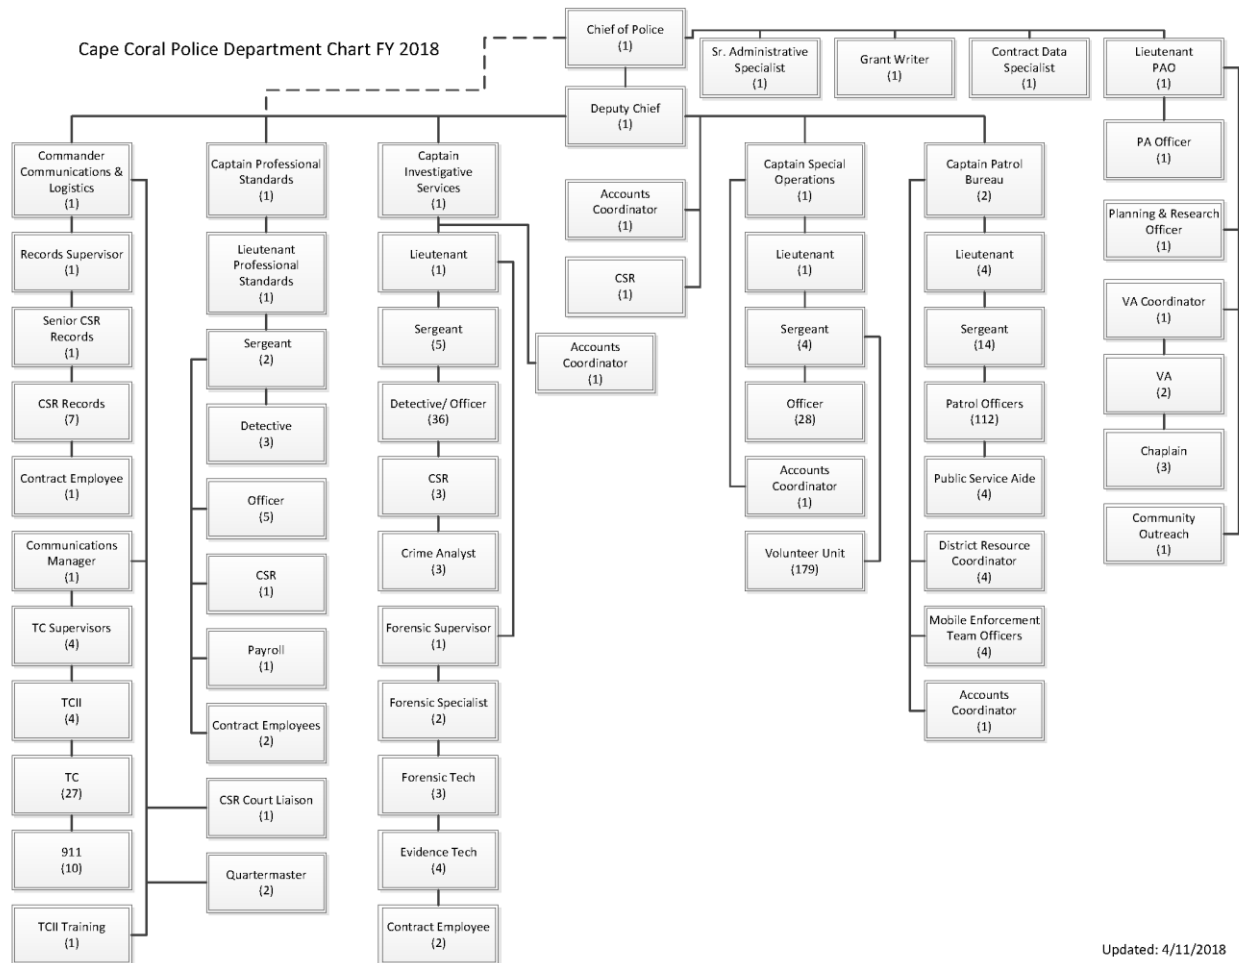 Cape Coral Police Department Chart FY 2018
Chief of Police
(1)
Sr. Administrative
Specialist
(1)
Grant Writer
(1)
Contract Data
Specialist
(1)
Lieutenant
PAO
(1)
Deputy Chief
(1)
PA Officer
(1)
Planning & Research
Officer
(1)
VA Coordinator
(1)
VA
(2)
Chaplain
(3)
Community
Outreach
(1)
Commander
Communications &
Logistics
(1)
Records Supervisor
(1)
Senior CSR
Records
(1)
CSR Records
(7)
Contract Employee
(1)
Communications
Manager
(1)
TC Supervisors
(4)
TCII
(4)
TC
(27)
911
(10)
TCII Training
(1)
Captain Professional
Standards
(1)
Lieutenant
Professional
Standards
(1)
Sergeant
(2)
Detective
(3)
Officer
(5)
CSR
(1)
Payroll
(1)
Contract Employees
(2)
CSR Court Liaison
(1)
Quartermaster
(2)
Captain
Investigative
Services
(1)
Lieutenant
(1)
Sergeant
(5)
Detective/ Officer
(36)
CSR
(3)
Crime Analyst
(3)
Forensic Supervisor
(1)
Forensic Specialist
(2)
Forensic Tech
(3)
Evidence Tech
(4)
Contract Employee
(2)
Accounts
Coordinator
(1)
Accounts
Coordinator
(1)
CSR
(1)
Captain Special
Operations
(1)
Lieutenant
(1)
Sergeant
(4)
Officer
(28)
Accounts
Coordinator
(1)
Volunteer Unit
(179)
Captain Patrol
Bureau
(2)
Lieutenant
(4)
Sergeant
(14)
Patrol Officers
(112)
Public Service Aide
(4)
District Resource
Coordinator
(4)
Mobile Enforcement
Team Officers
(4)
Accounts
Coordinator
(1)
Updated: 4/11/2018